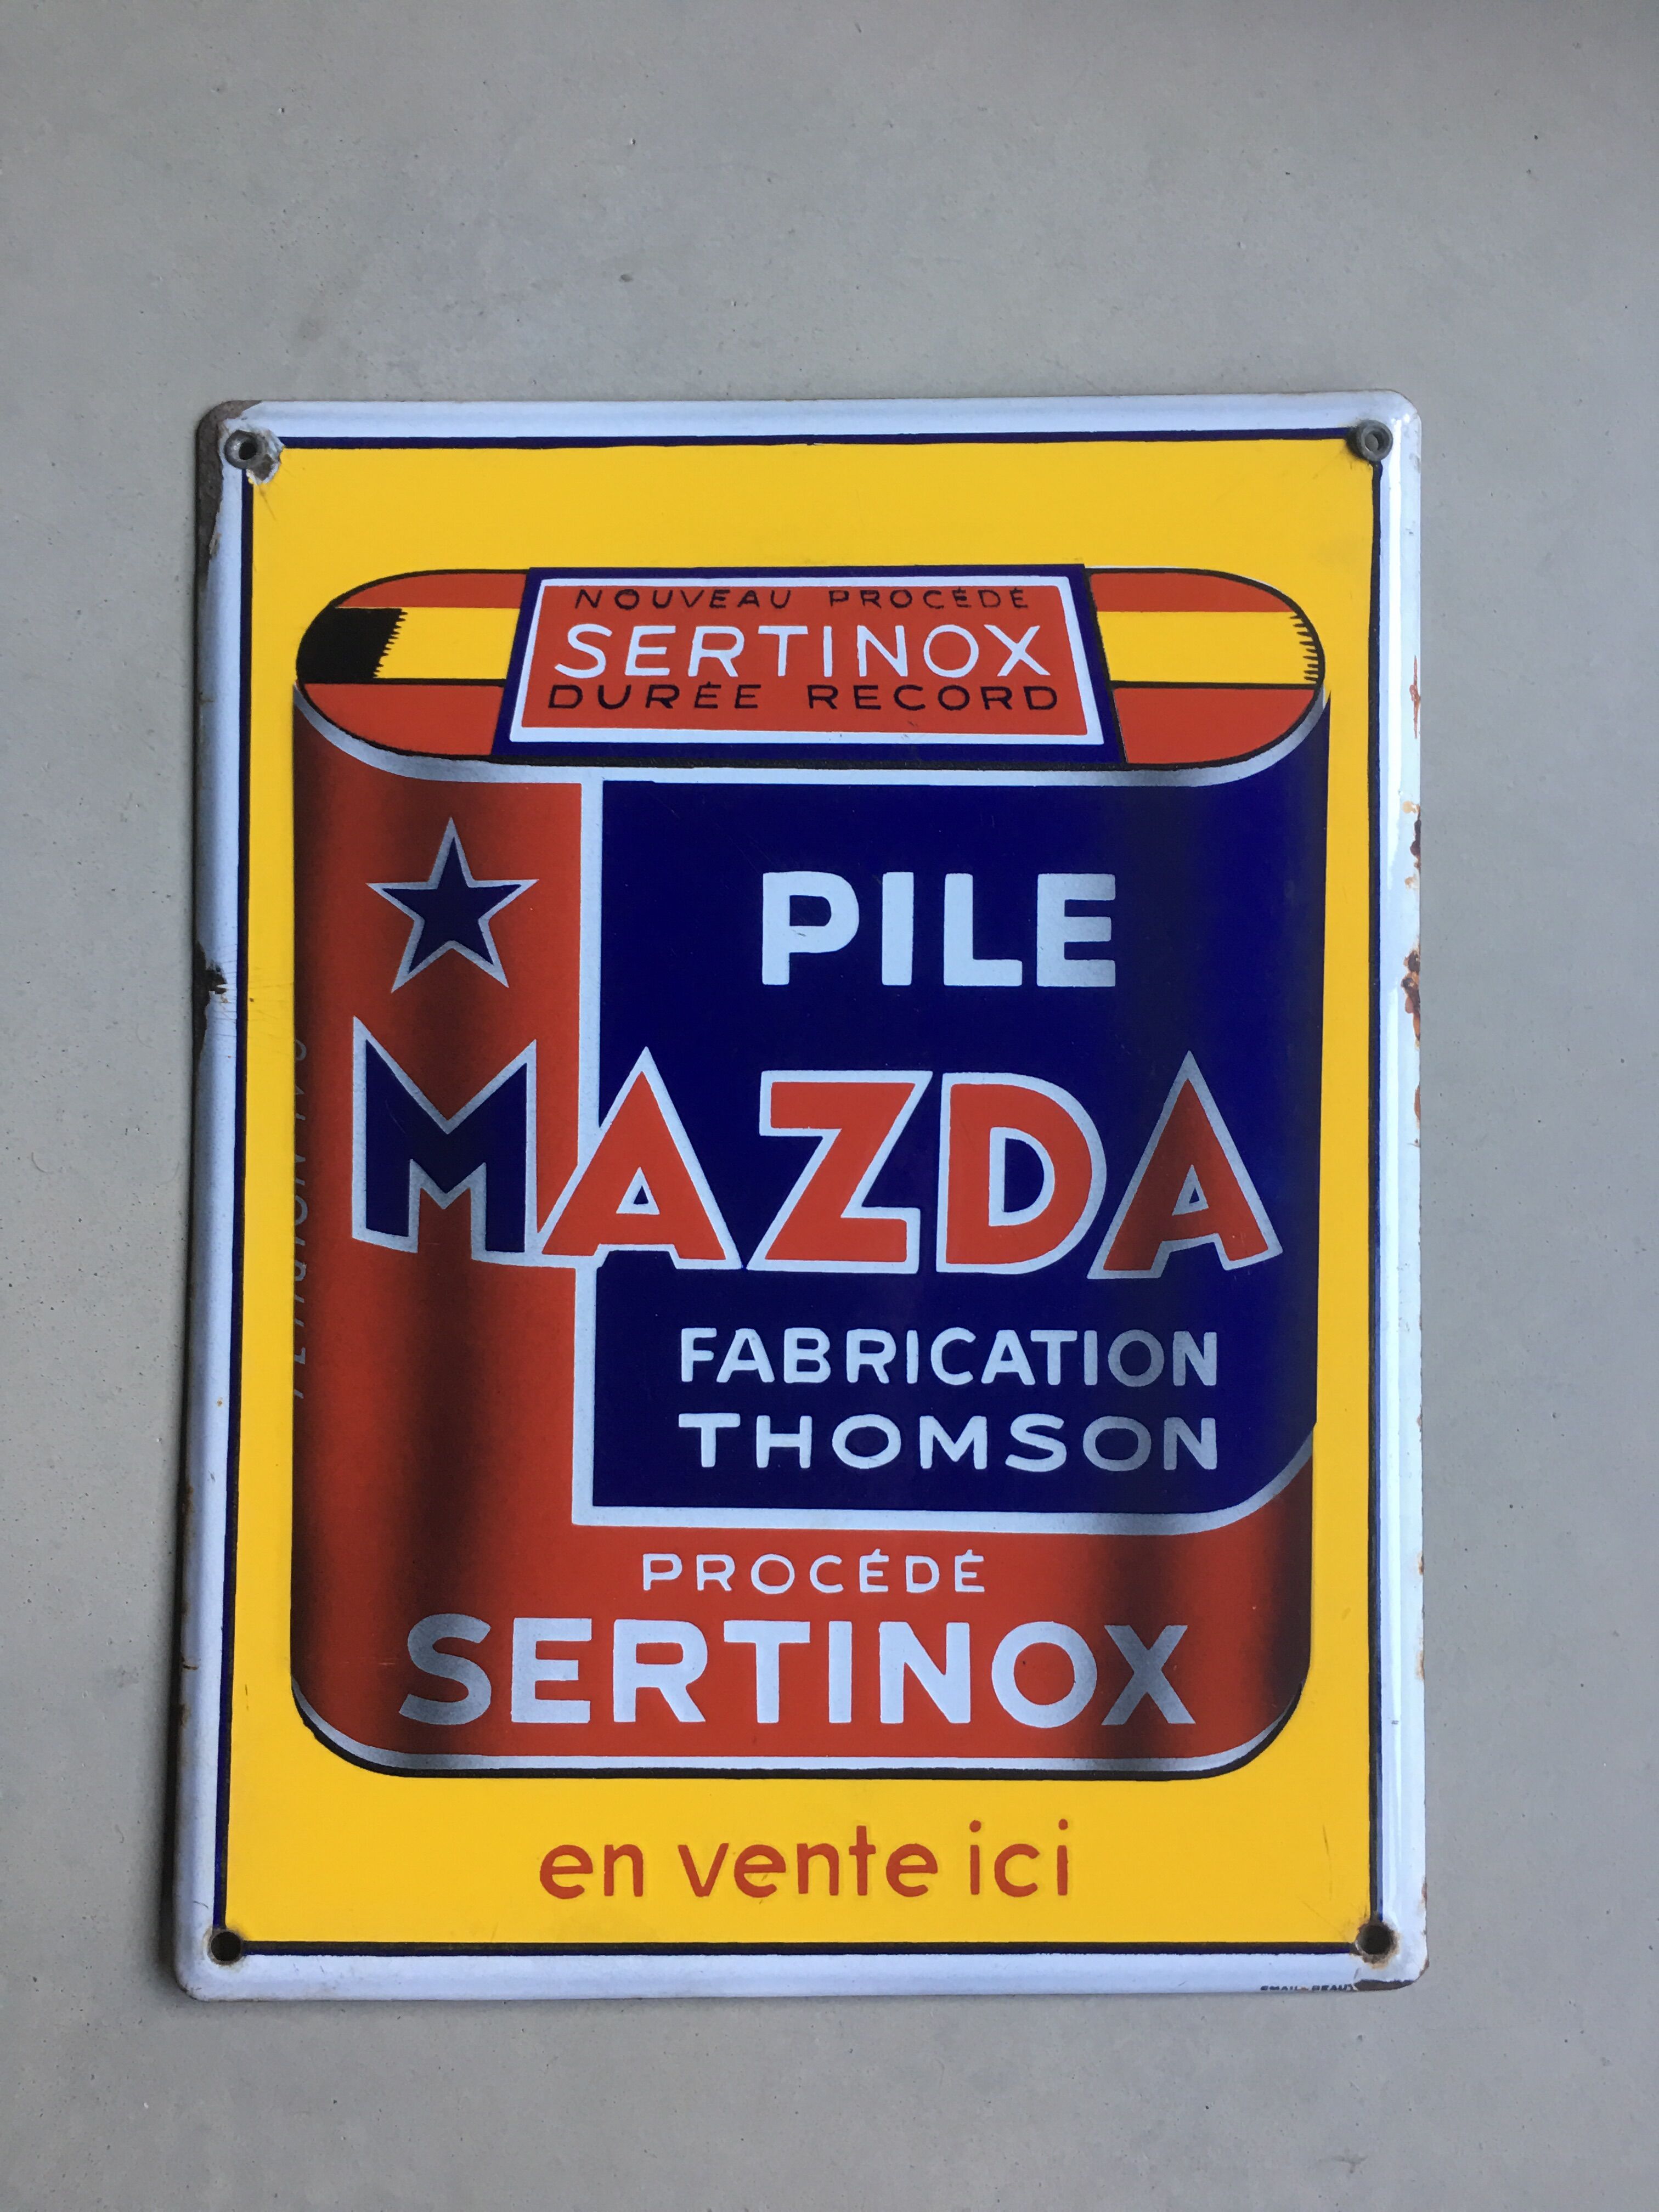 NOUVEAU PROCÉDÉ
SERTINOX
DURÉE RECORD
PILE
MAZDA
FABRICATION
THOMSON
PROCÉDÉ
SERTINOX
en vente ici